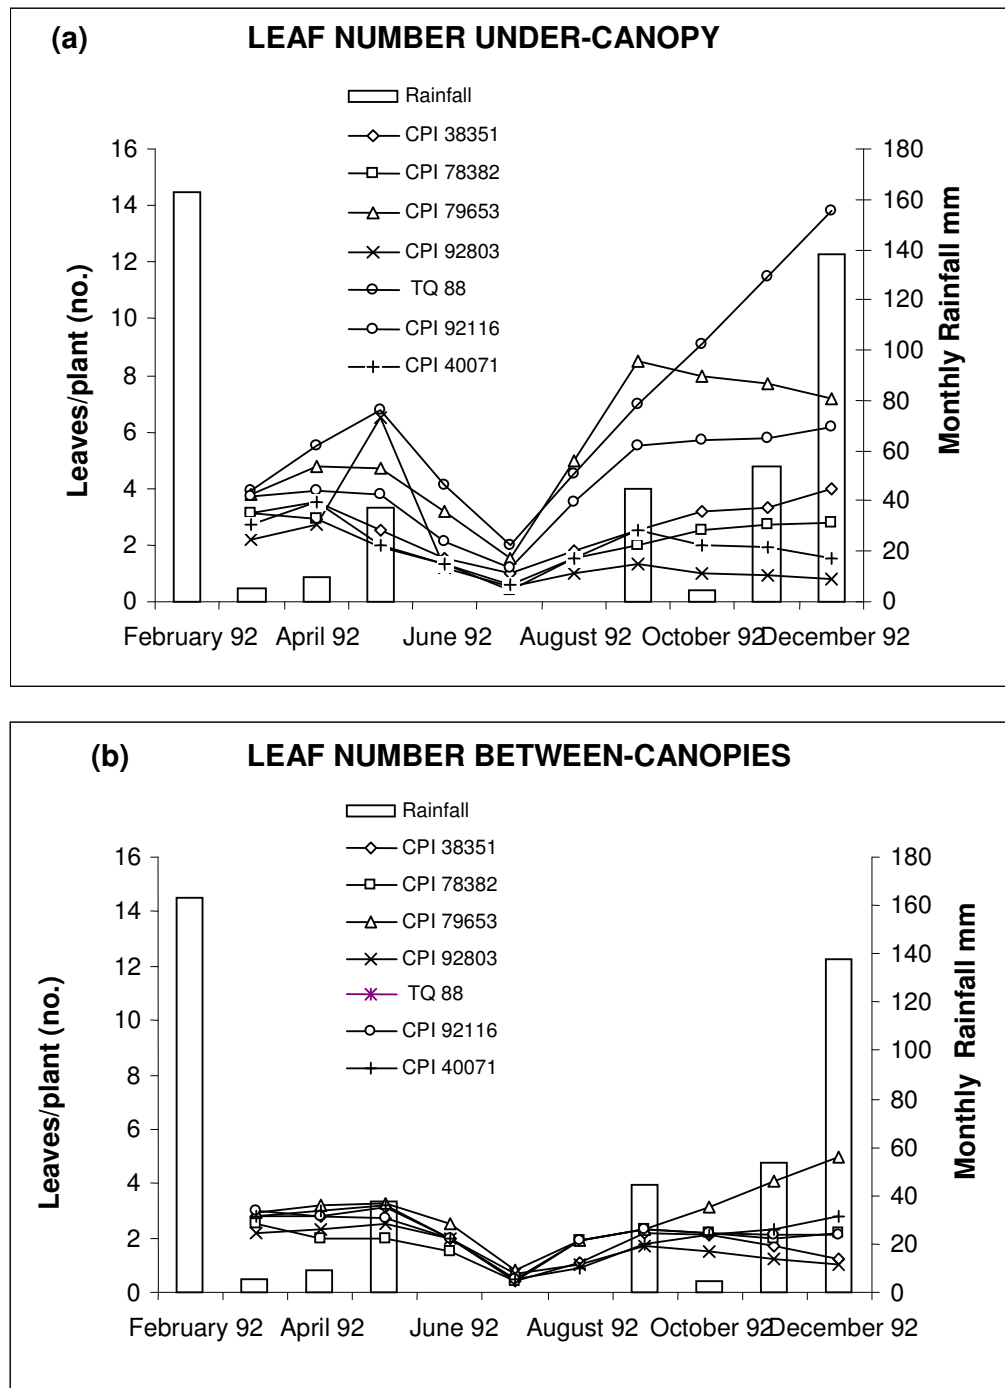 (a) LEAF NUMBER UNDER-CANOPY
Rainfall
CPI 38351
CPI 78382
CPI 79653
CPI 92803
TQ 88
CPI 92116
CPI 40071
Leaves/plant (no.)
16
14
12
10
8
6
4
2
0
180
160
140
120
100
80
60
40
20
0
Monthly Rainfall mm
February 92 April 92 June 92 August 92 October 92 December 92
(b) LEAF NUMBER BETWEEN-CANOPIES
Rainfall
CPI 38351
CPI 78382
CPI 79653
CPI 92803
TQ 88
CPI 92116
CPI 40071
Leaves/plant (no.)
16
14
12
10
8
6
4
2
0
180
160
140
120
100
80
60
40
20
0
Monthly Rainfall mm
February 92 April 92 June 92 August 92 October 92 December 92